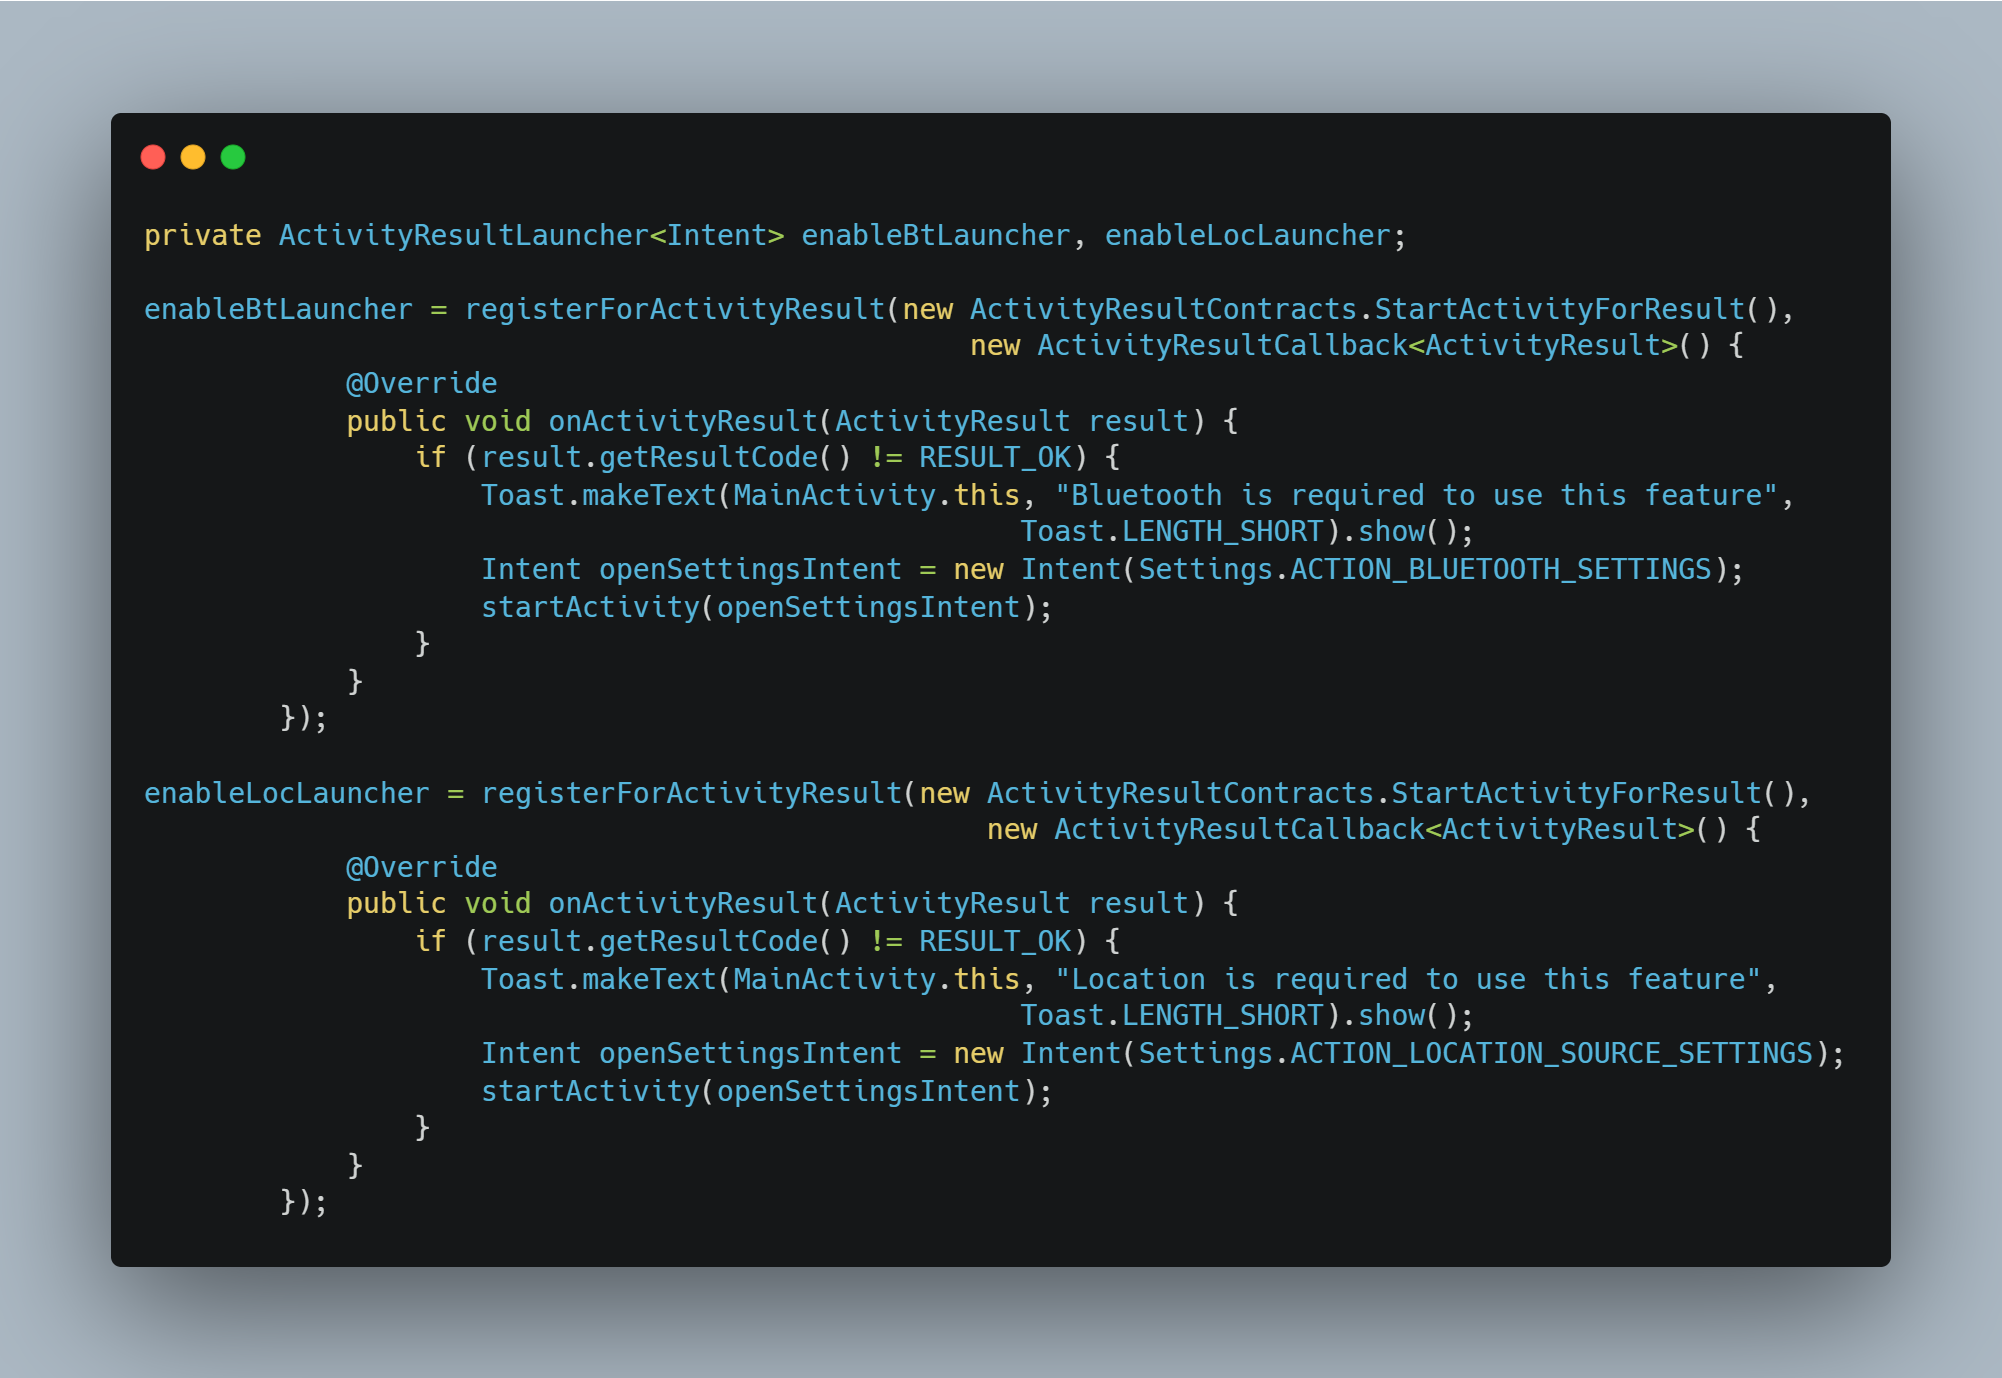 private ActivityResultLauncher<Intent> enableBtLauncher, enableLocLauncher;

enableBtLauncher = registerForActivityResult(new ActivityResultContracts.StartActivityForResult(),
                                                 new ActivityResultCallback<ActivityResult>() {
            @Override
            public void onActivityResult(ActivityResult result) {
                if (result.getResultCode() != RESULT_OK) {
                    Toast.makeText(MainActivity.this, "Bluetooth is required to use this feature",
                                                    Toast.LENGTH_SHORT).show();
                    Intent openSettingsIntent = new Intent(Settings.ACTION_BLUETOOTH_SETTINGS);
                    startActivity(openSettingsIntent);
                }
            }
        });

enableLocLauncher = registerForActivityResult(new ActivityResultContracts.StartActivityForResult(),
                                                  new ActivityResultCallback<ActivityResult>() {
            @Override
            public void onActivityResult(ActivityResult result) {
                if (result.getResultCode() != RESULT_OK) {
                    Toast.makeText(MainActivity.this, "Location is required to use this feature",
                                                    Toast.LENGTH_SHORT).show();
                    Intent openSettingsIntent = new Intent(Settings.ACTION_LOCATION_SOURCE_SETTINGS);
                    startActivity(openSettingsIntent);
                }
            }
        });